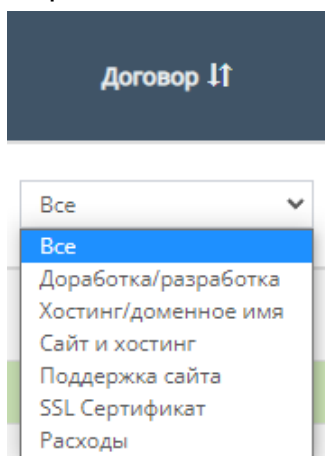 Договор ↓↑
Все
Все
Доработка/разработка
Хостинг/доменное имя
Сайт и хостинг
Поддержка сайта
SSL Сертификат
Расходы